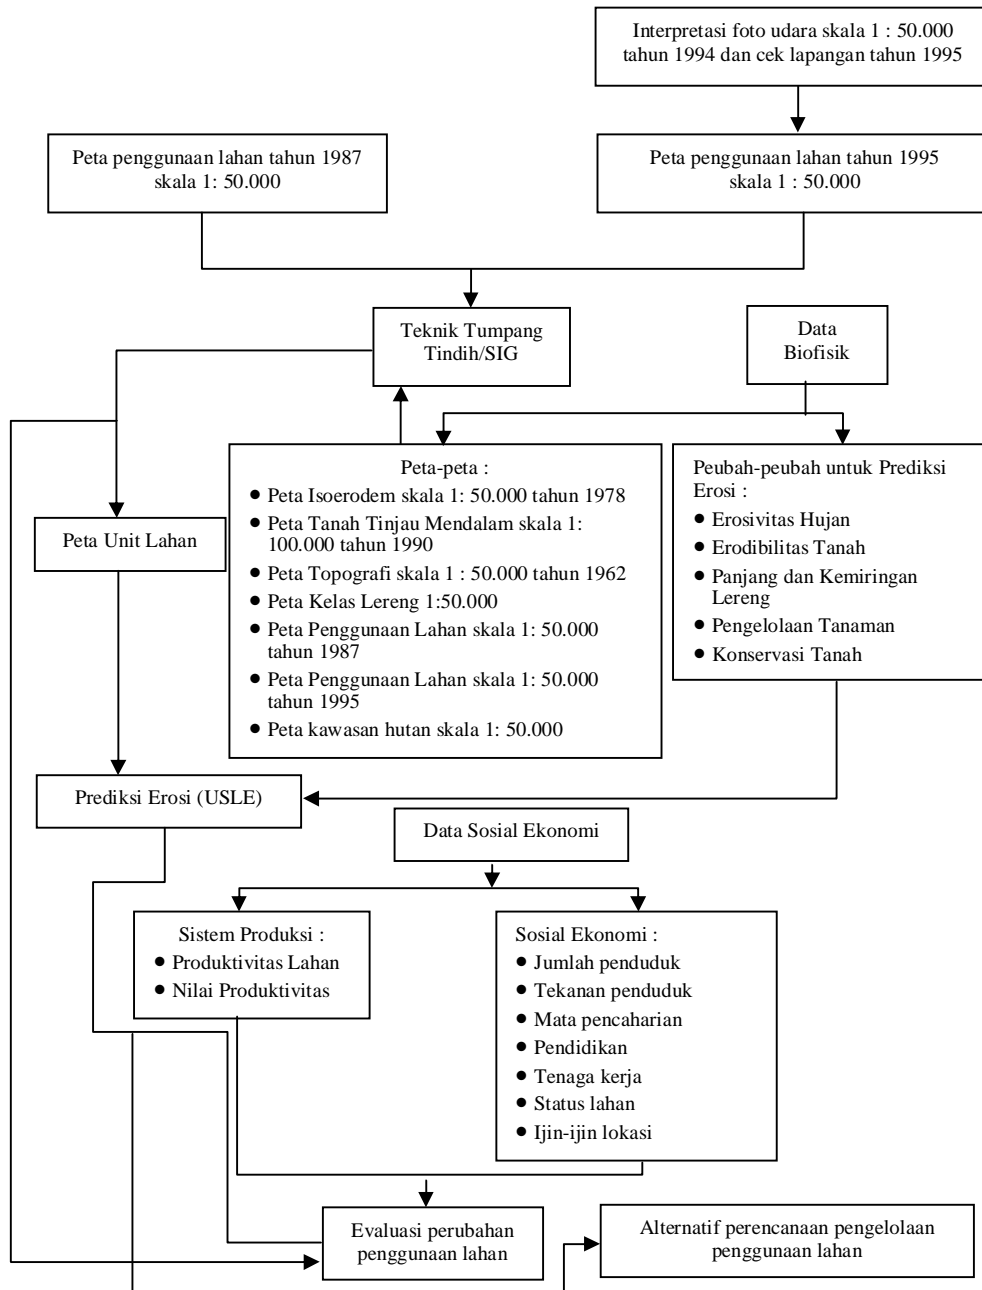 Interpretasi foto udara skala 1 : 50.000
tahun 1994 dan cek lapangan tahun 1995
Peta penggunaan lahan tahun 1987
skala 1: 50.000
Peta penggunaan lahan tahun 1995
skala 1 : 50.000
Teknik Tumpang
Tindih/SIG
Data
Biofisik
Peta-peta :
● Peta Isoerodem skala 1: 50.000 tahun 1978
● Peta Tanah Tinjau Mendalam skala 1:
100.000 tahun 1990
● Peta Topografi skala 1 : 50.000 tahun 1962
● Peta Kelas Lereng 1:50.000
● Peta Penggunaan Lahan skala 1: 50.000
tahun 1987
● Peta Penggunaan Lahan skala 1: 50.000
tahun 1995
● Peta kawasan hutan skala 1: 50.000
Peubah-peubah untuk Prediksi
Erosi :
● Erosivitas Hujan
● Erodibilitas Tanah
● Panjang dan Kemiringan
Lereng
● Pengelolaan Tanaman
● Konservasi Tanah
Peta Unit Lahan
Prediksi Erosi (USLE)
Data Sosial Ekonomi
Sistem Produksi :
● Produktivitas Lahan
● Nilai Produktivitas
Sosial Ekonomi :
● Jumlah penduduk
● Tekanan penduduk
● Mata pencaharian
● Pendidikan
● Tenaga kerja
● Status lahan
● Ijin-ijin lokasi
Evaluasi perubahan
penggunaan lahan
Alternatif perencanaan pengelolaan
penggunaan lahan